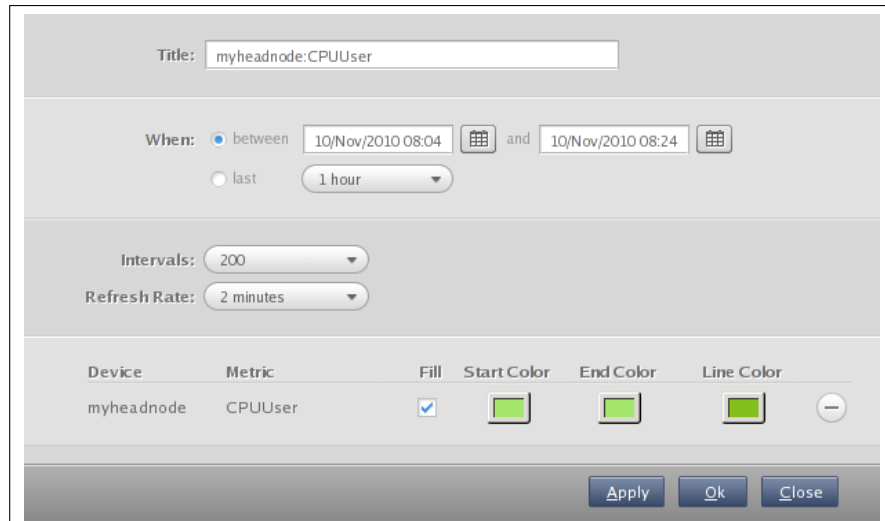 Title: myheadnode:CPUUser
When: between 10/Nov/2010 08:04 and 10/Nov/2010 08:24
last 1 hour
Intervals: 200
Refresh Rate: 2 minutes
Device Metric Fill Start Color End Color Line Color
myheadnode CPUUser
Apply Ok Close